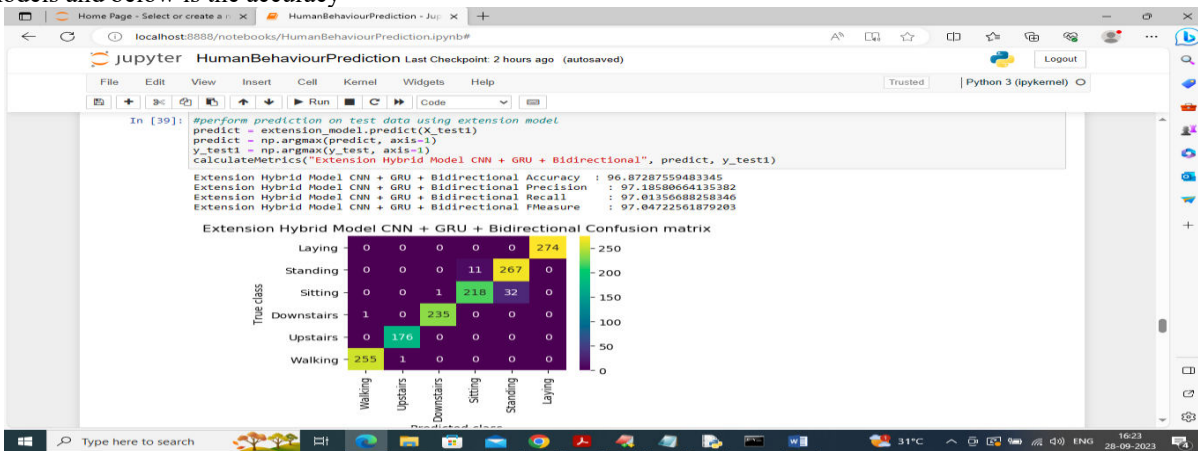 odels and below is the accuracy
Home Page - Select or create a n
HumanBehaviourPrediction - Jup
localhost:8888/notebooks/HumanBehaviourPrediction.ipynb#
jupyter HumanBehaviourPrediction Last Checkpoint: 2 hours ago (autosaved)
Logout
File Edit View Insert Cell Kernel Widgets Help
Trusted
Python 3 (ipykernel)
Run
Code
In [39]: #perform prediction on test data using extension model
predict = extension_model.predict(X_test1)
predict = np.argmax(predict, axis=1)
y_test1 = np.argmax(y_test, axis=1)
calculateMetrics("Extension Hybrid Model CNN + GRU + Bidirectional", predict, y_test1)
Extension Hybrid Model CNN + GRU + Bidirectional Accuracy : 96.87287559483345
Extension Hybrid Model CNN + GRU + Bidirectional Precision : 97.18580664135382
Extension Hybrid Model CNN + GRU + Bidirectional Recall : 97.01356688258346
Extension Hybrid Model CNN + GRU + Bidirectional FMeasure : 97.04722561879203
Extension Hybrid Model CNN + GRU + Bidirectional Confusion matrix
Laying 0 0 0 0 0 274
Standing 0 0 0 11 267 0
Sitting 0 0 1 218 32 0
Downstairs 1 0 235 0 0 0
Upstairs 0 176 0 0 0 0
Walking 255 1 0 0 0 0
True class
250
200
150
100
50
0
Walking
Upstairs
Downstairs
Sitting
Standing
Laying
Predicted class
Type here to search
31°C
ENG
16:23
28-09-2023